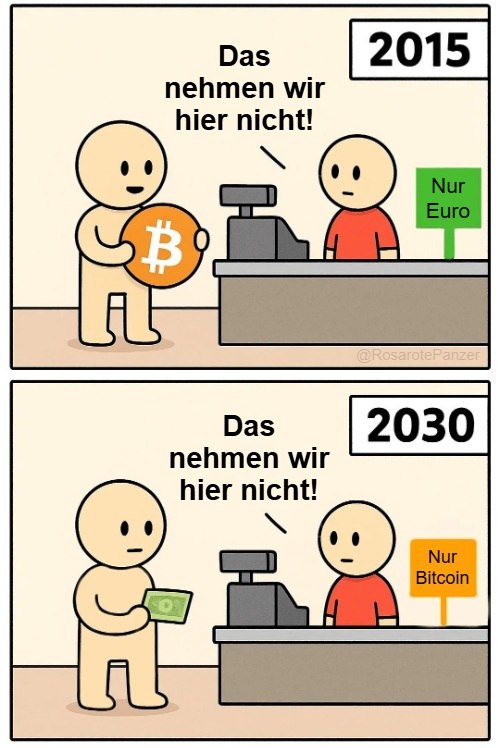 2015
Das
nehmen wir
hier nicht!
Nur
Euro
₿
@RosarotePanzer
2030
Das
nehmen wir
hier nicht!
Nur
Bitcoin